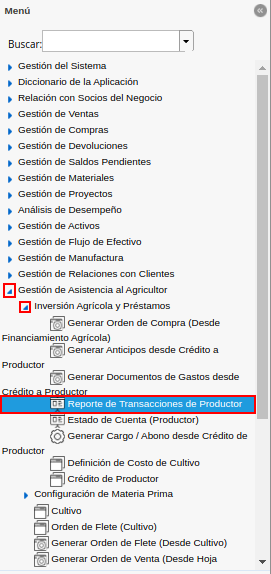 Menú
Buscar:
Gestión del Sistema
Diccionario de la Aplicación
Relación con Socios del Negocio
Gestión de Ventas
Gestión de Compras
Gestión de Devoluciones
Gestión de Saldos Pendientes
Gestión de Materiales
Gestión de Proyectos
Análisis de Desempeño
Gestión de Activos
Gestión de Flujo de Efectivo
Gestión de Manufactura
Gestión de Relaciones con Clientes
Gestión de Asistencia al Agricultor
Inversión Agrícola y Préstamos
Generar Orden de Compra (Desde
Financiamiento Agrícola)
Generar Anticipos desde Crédito a
Productor
Generar Documentos de Gastos desde
Crédito a Productor
Reporte de Transacciones de Productor
Estado de Cuenta (Productor)
Generar Cargo / Abono desde Crédito de
Productor
Definición de Costo de Cultivo
Crédito de Productor
Configuración de Materia Prima
Cultivo
Orden de Flete (Cultivo)
Generar Orden de Flete (Desde Cultivo)
Generar Orden de Venta (Desde Hoja